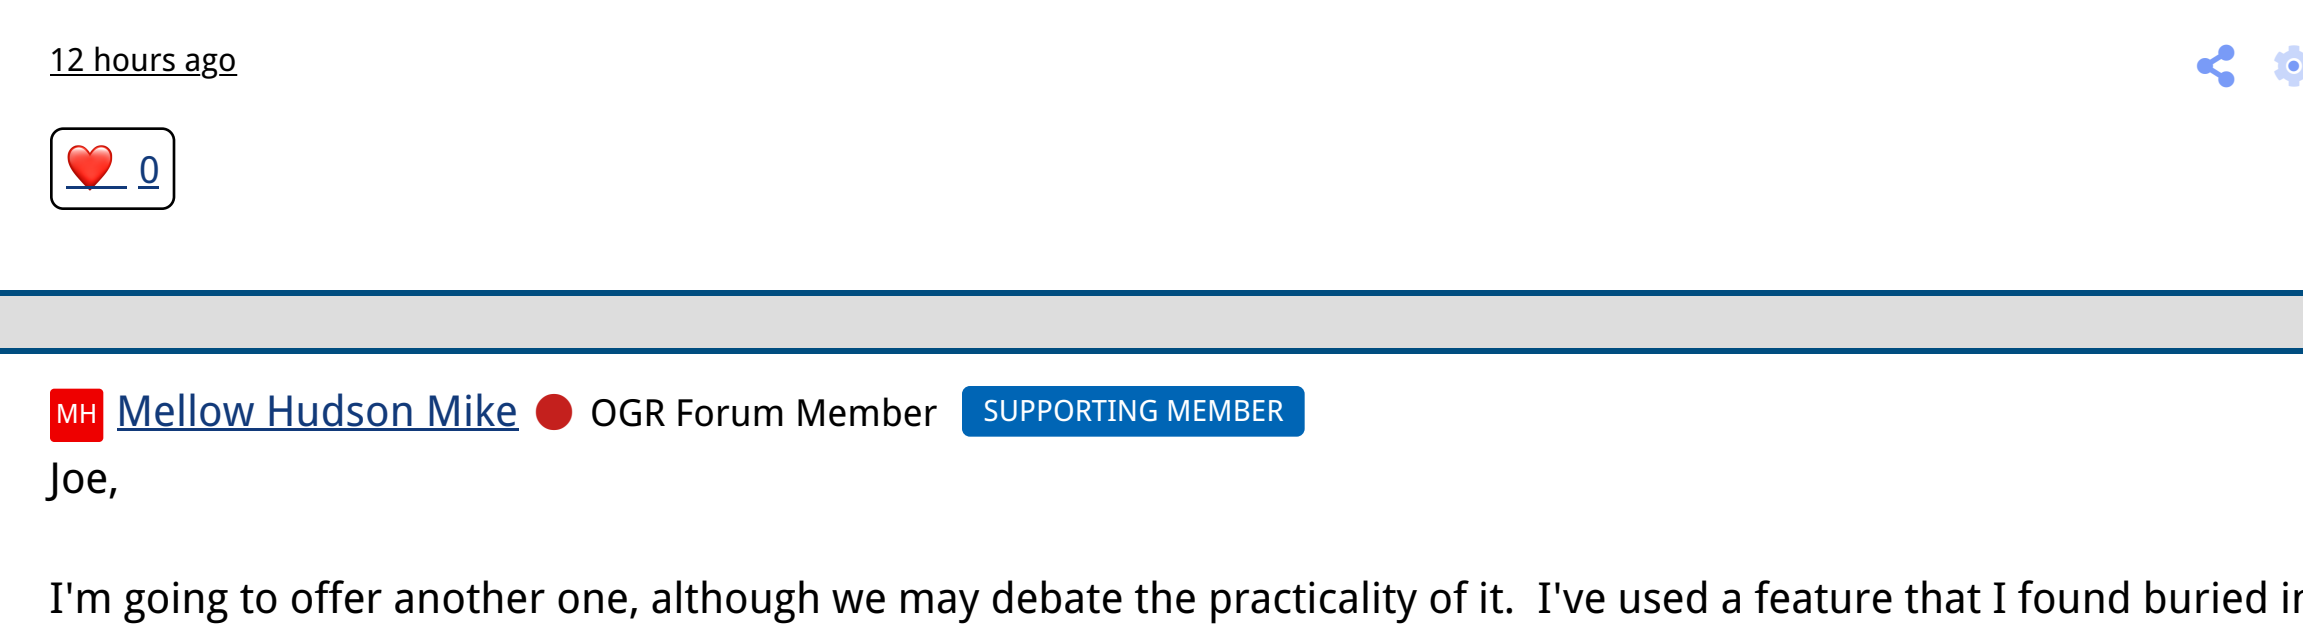 12 hours ago
0
MH Mellow Hudson Mike OGR Forum Member SUPPORTING MEMBER
Joe,
I'm going to offer another one, although we may debate the practicality of it.  I've used a feature that I found buried